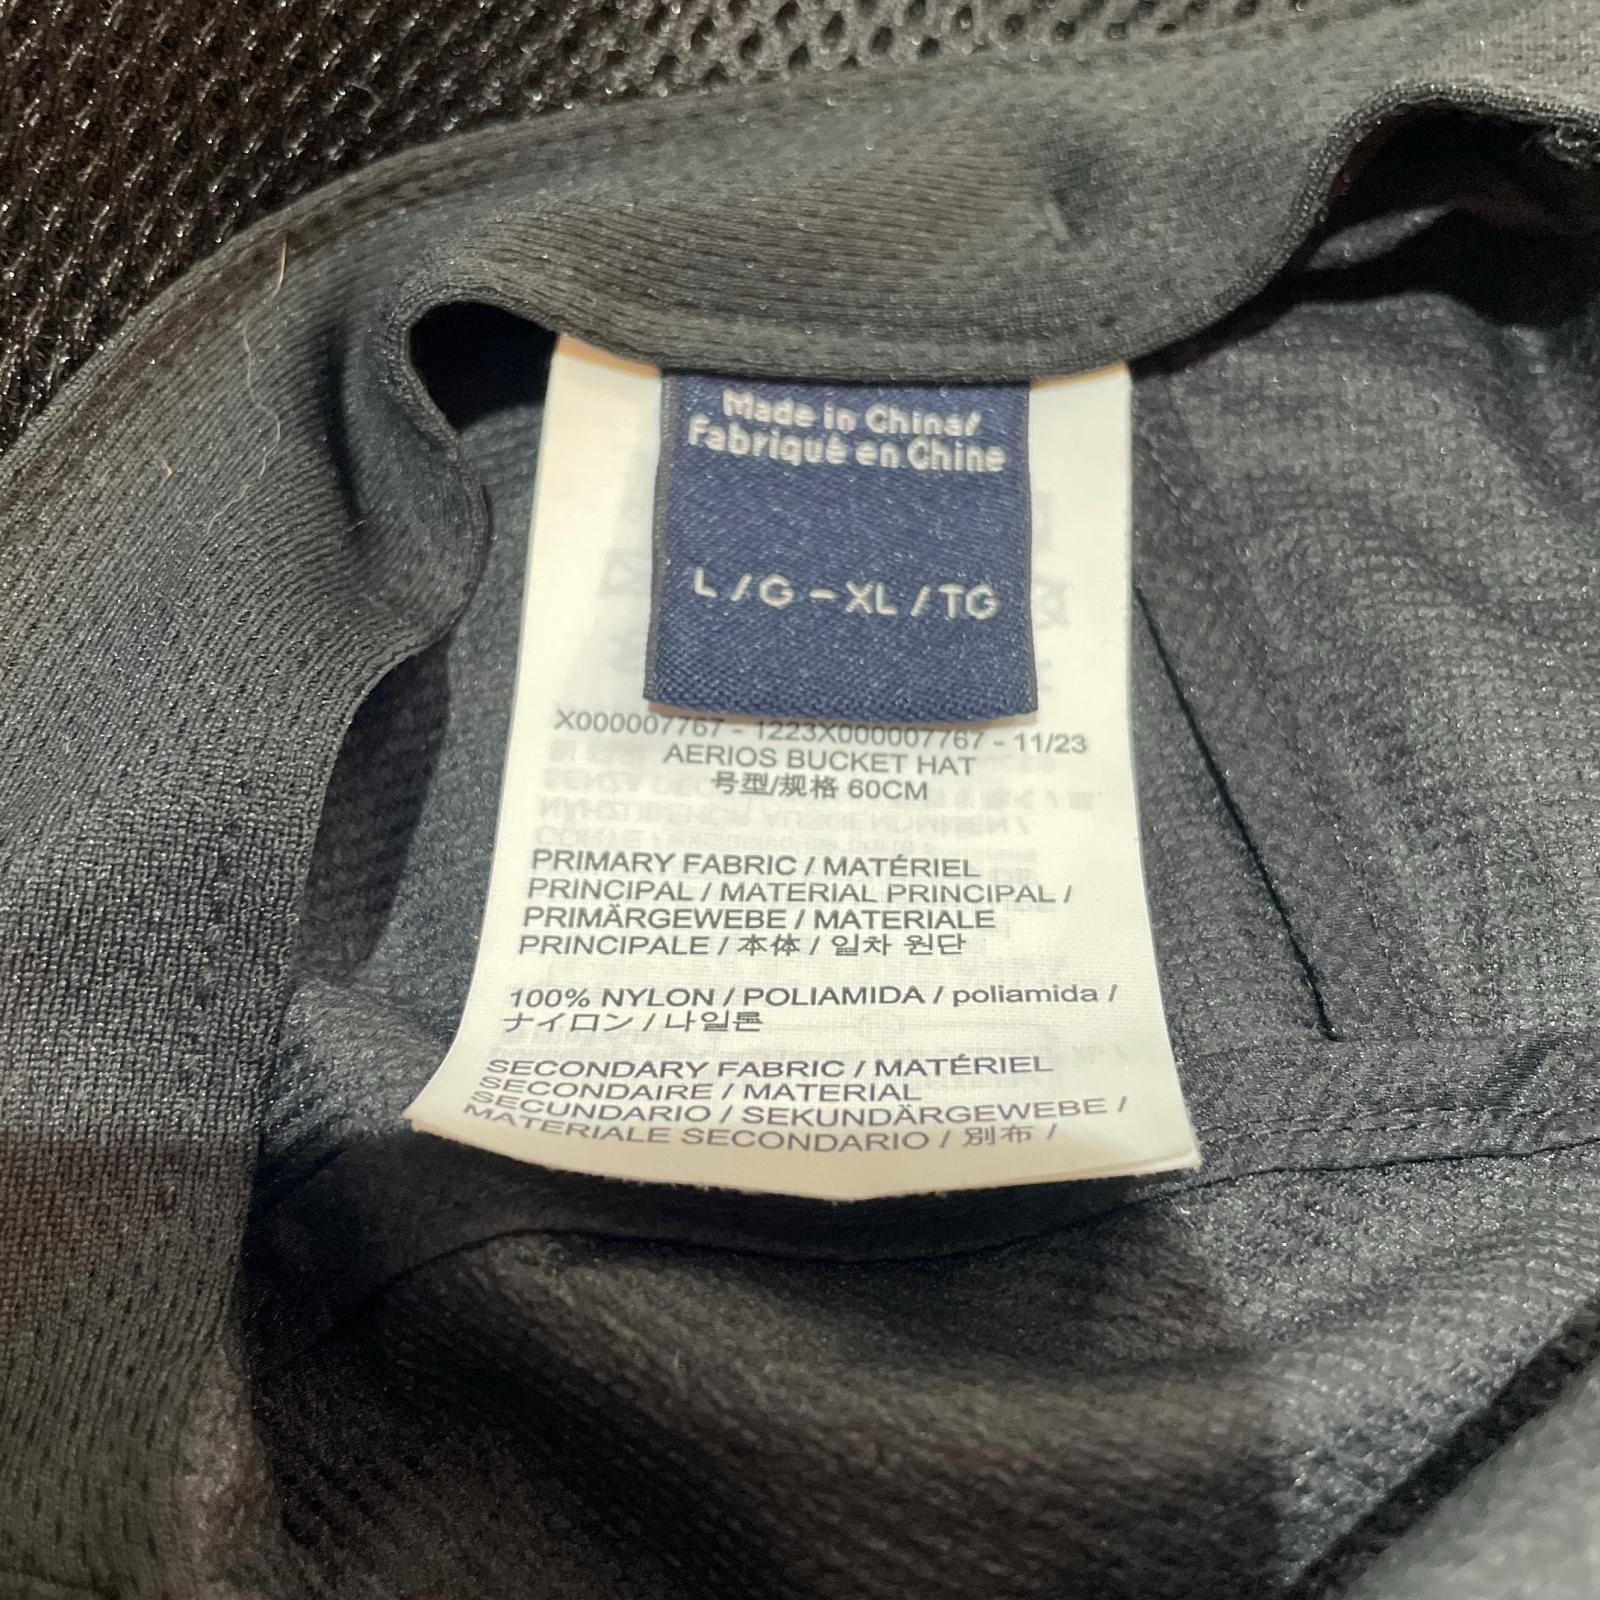 Made in China/
Fabriqué en Chine
L / G - XL / TG
X000007767 - 1223X000007767 - 11/23
AERIOS BUCKET HAT
号型/规格 60CM
PRIMARY FABRIC / MATÉRIEL
PRINCIPAL / MATERIAL PRINCIPAL /
PRIMÄRGEWEBE / MATERIALE
PRINCIPALE / 本体 / 일차 원단
100% NYLON / POLIAMIDA / poliamida /
ナイロン / 나일론
SECONDARY FABRIC / MATÉRIEL
SECONDAIRE / MATERIAL
SECUNDARIO / SEKUNDÄRGEWEBE /
MATERIALE SECONDARIO / 別布 /